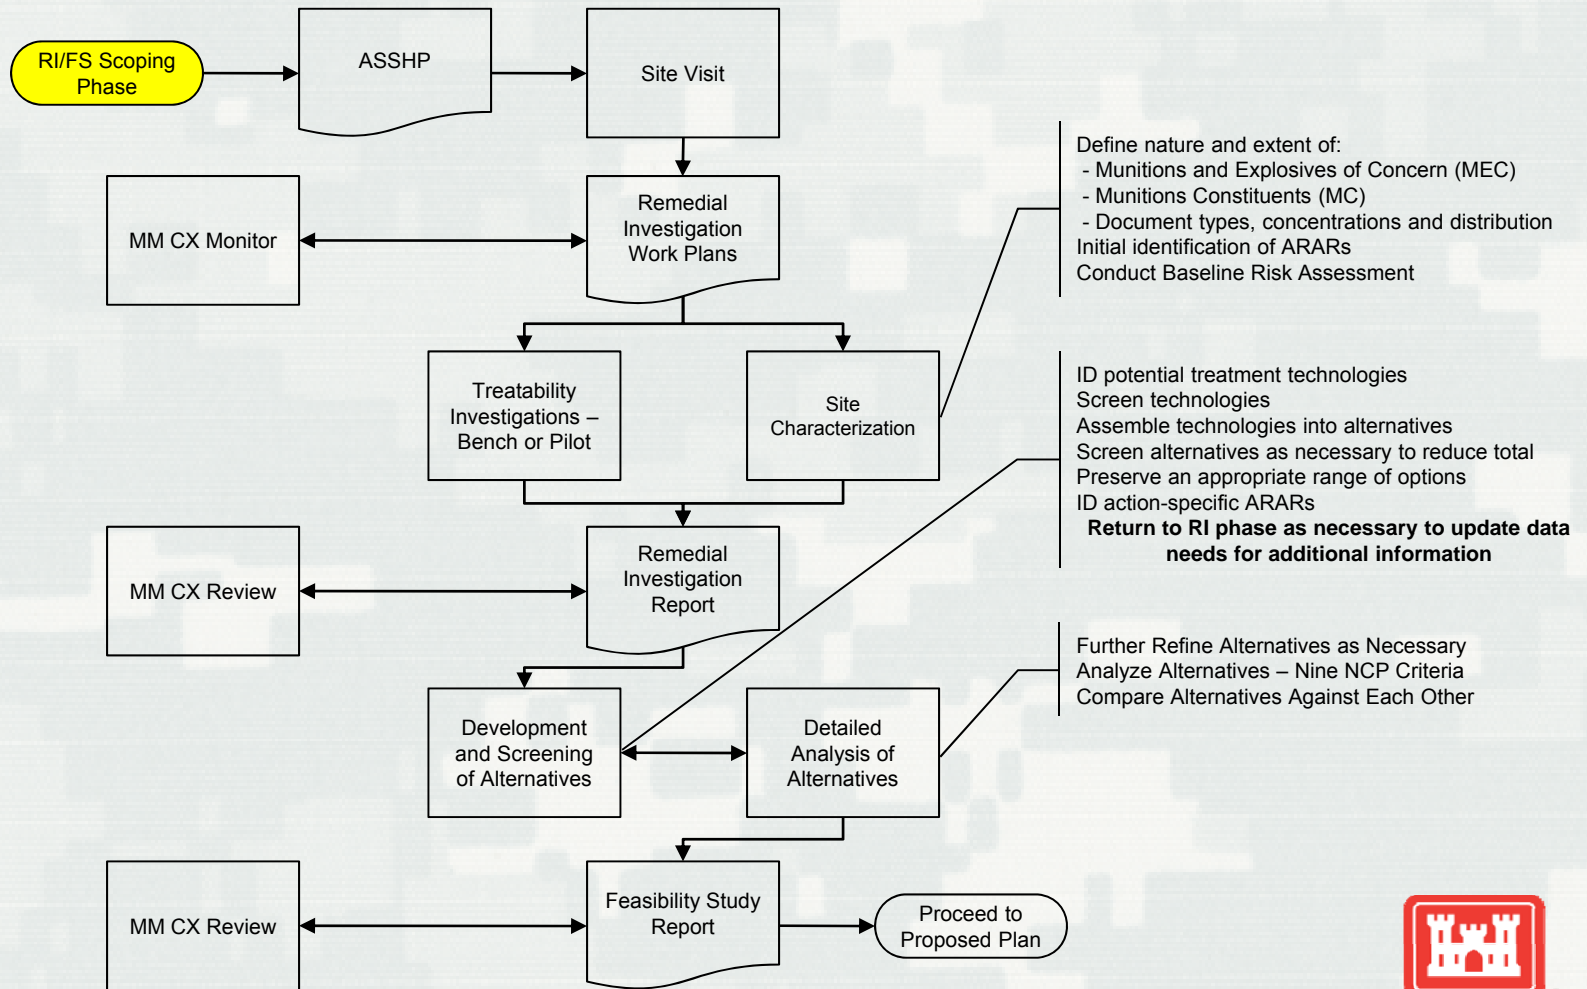 RI/FS Scoping
Phase
ASSHP
Site Visit
Define nature and extent of:
- Munitions and Explosives of Concern (MEC)
- Munitions Constituents (MC)
- Document types, concentrations and distribution
Initial identification of ARARs
Conduct Baseline Risk Assessment
MM CX Monitor
Remedial
Investigation
Work Plans
Treatability
Investigations –
Bench or Pilot
Site
Characterization
ID potential treatment technologies
Screen technologies
Assemble technologies into alternatives
Screen alternatives as necessary to reduce total
Preserve an appropriate range of options
ID action-specific ARARs
Return to RI phase as necessary to update data
needs for additional information
MM CX Review
Remedial
Investigation
Report
Further Refine Alternatives as Necessary
Analyze Alternatives – Nine NCP Criteria
Compare Alternatives Against Each Other
Development
and Screening
of Alternatives
Detailed
Analysis of
Alternatives
MM CX Review
Feasibility Study
Report
Proceed to
Proposed Plan